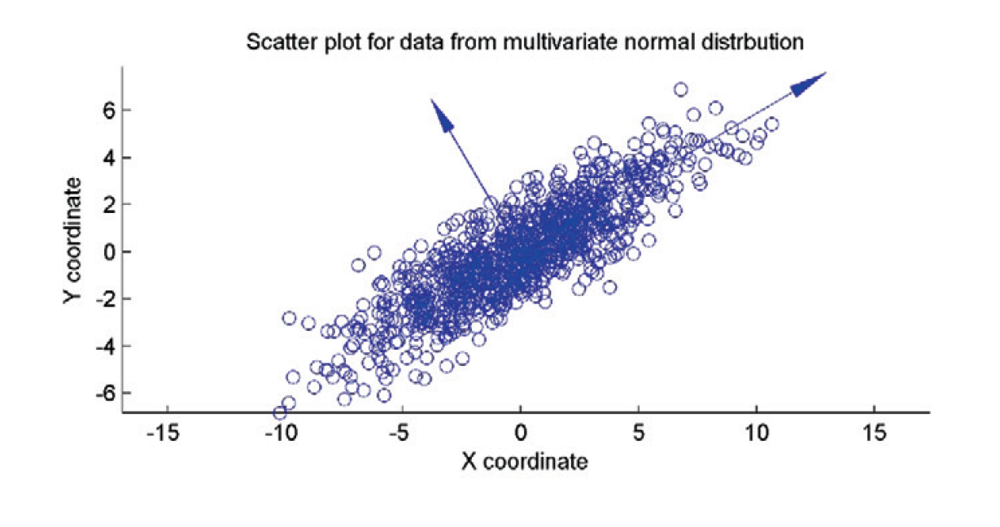 Scatter plot for data from multivariate normal distrbution
6
4
2
0
-2
-4
-6
Y coordinate
-15 -10 -5 0 5 10 15
X coordinate